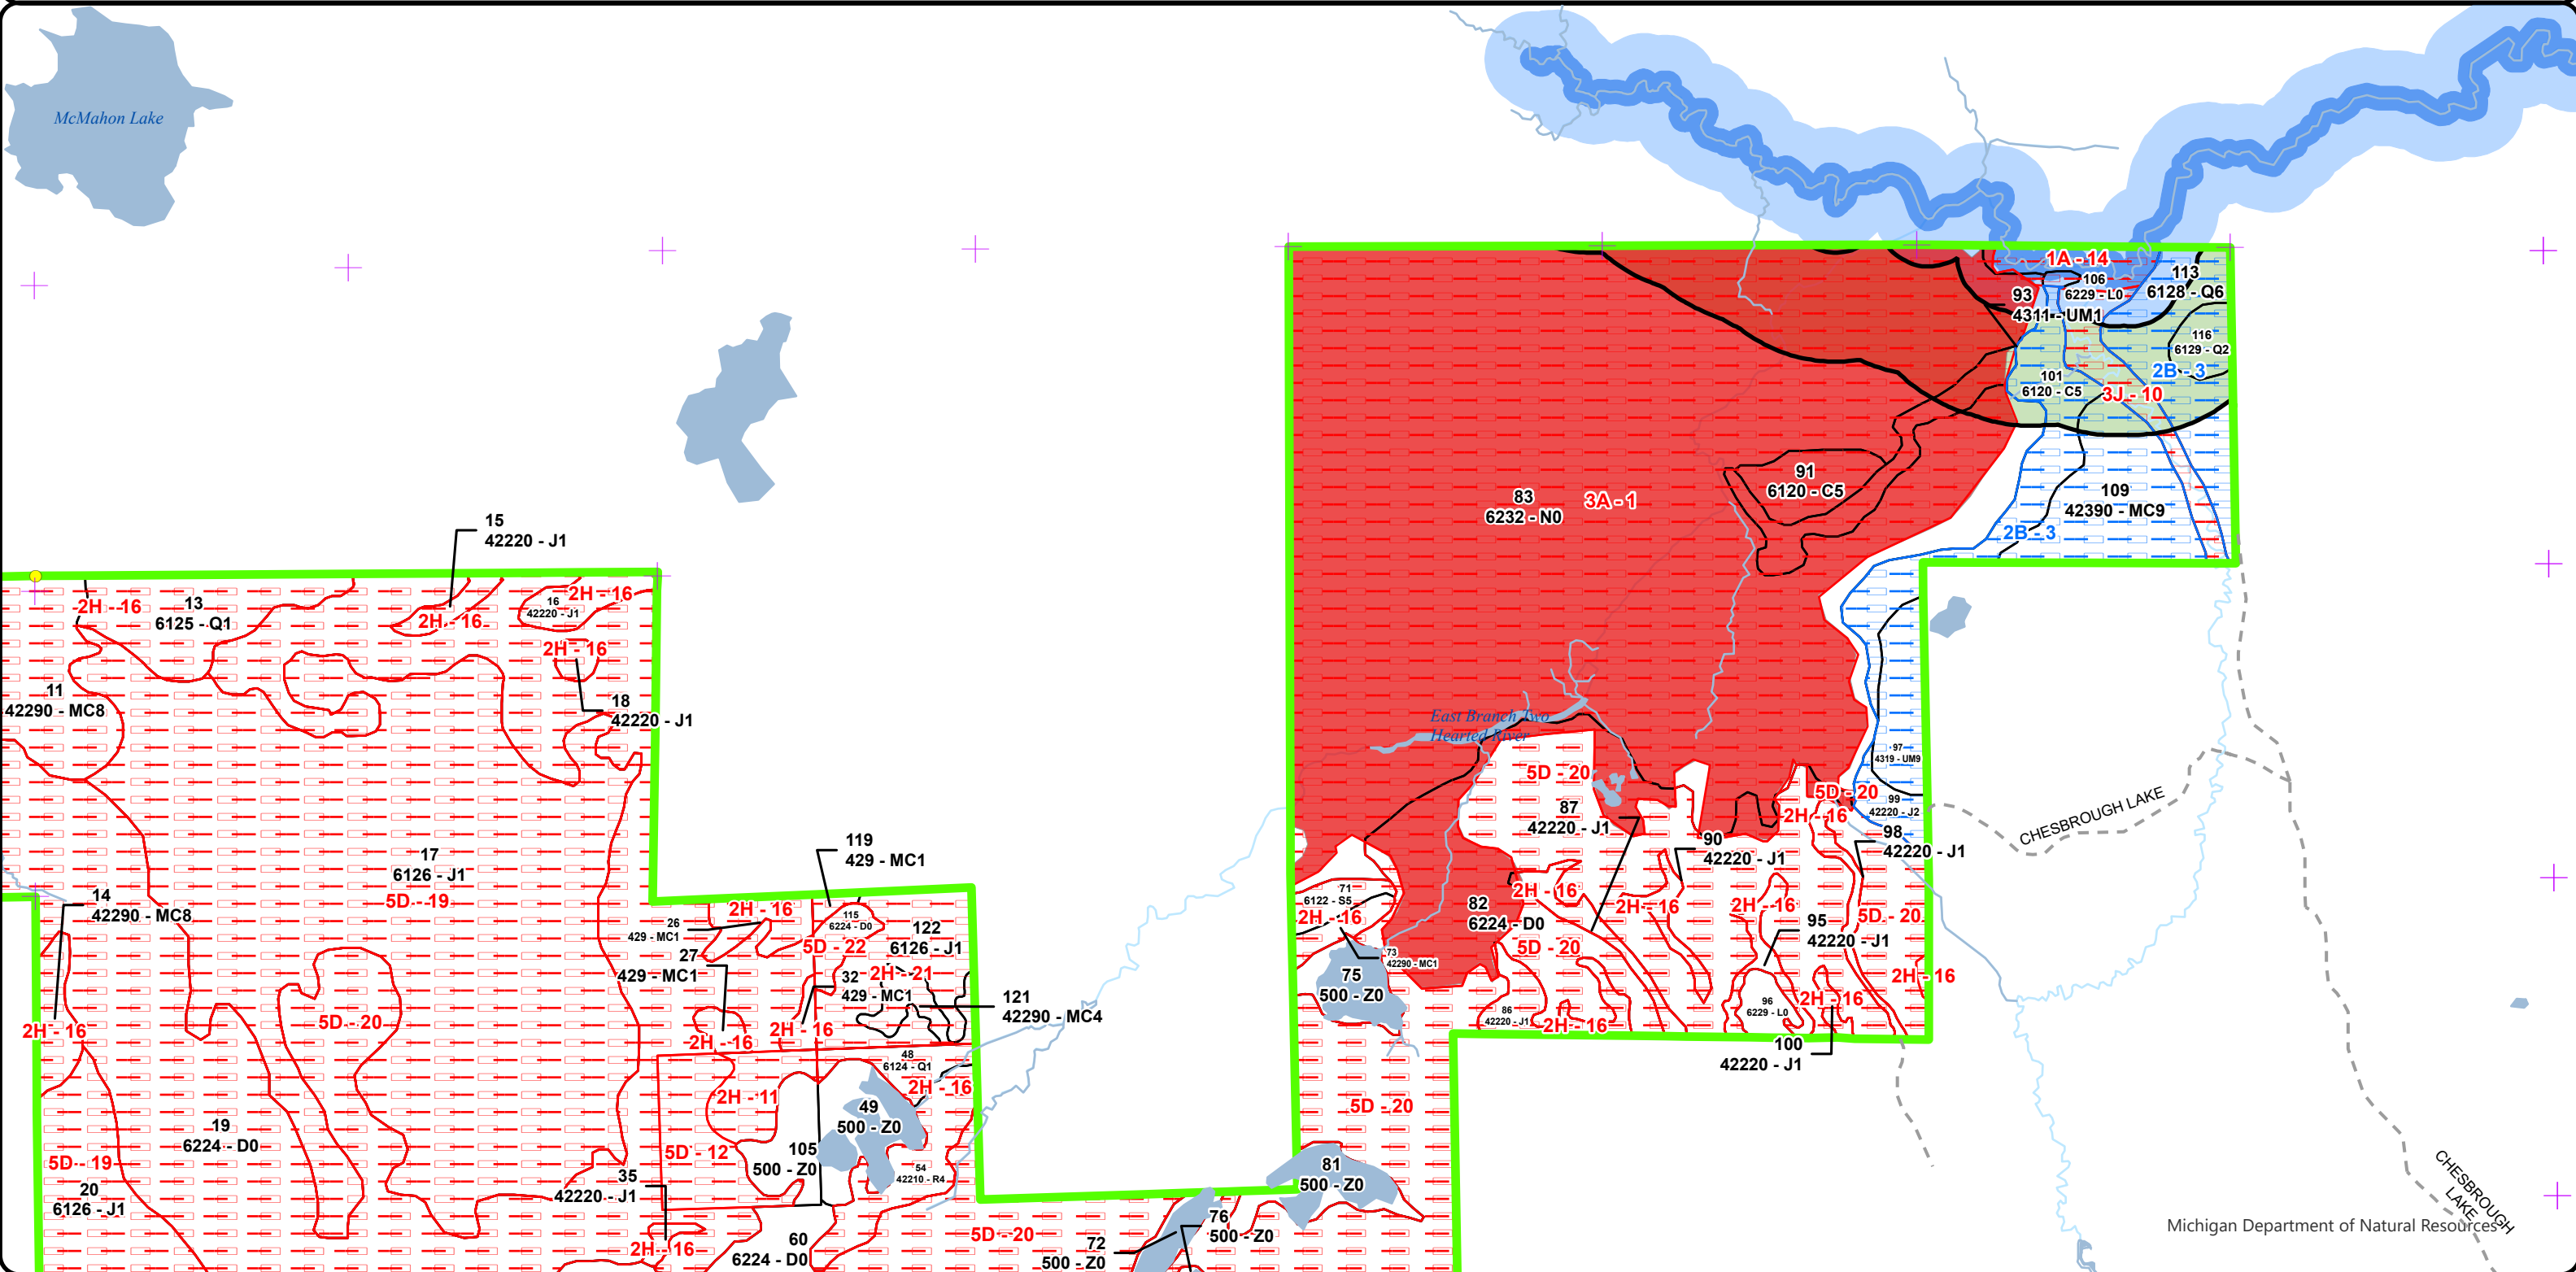 McMahon Lake
1A - 14
106
6229 - L0
113
6128 - Q6
93
4311 - UM1
116
6129 - Q2
2B - 3
101
6120 - C5
3J - 10
91
6120 - C5
83
6232 - N0
3A - 1
109
42390 - MC9
2B - 3
15
42220 - J1
2H - 16
13
6125 - Q1
2H - 16
16
42220 - J1
2H - 16
2H - 16
11
42290 - MC8
18
42220 - J1
East Branch Two
Hearted River
97
4319 - UM9
5D - 20
5D - 20
99
42220 - J2
CHESBROUGH LAKE
87
42220 - J1
2H - 16
98
42220 - J1
90
42220 - J1
119
429 - MC1
17
6126 - J1
5D - 19
14
42290 - MC8
26
429 - MC1
2H - 16
115
6224 - D0
122
6126 - J1
5D - 22
71
6122 - S5
2H - 16
82
6224 - D0
2H - 16
2H - 16
2H - 16
5D - 20
95
42220 - J1
5D - 20
27
429 - MC1
32
429 - MC1
2H - 21
73
42290 - MC1
75
500 - Z0
2H - 16
121
42290 - MC4
86
42220 - J1
2H - 16
96
6229 - L0
2H - 16
100
42220 - J1
2H - 16
5D - 20
2H - 16
2H - 16
48
6124 - Q1
2H - 16
2H - 11
49
500 - Z0
5D - 20
19
6224 - D0
5D - 19
20
6126 - J1
5D - 12
105
500 - Z0
54
42210 - R4
35
42220 - J1
81
500 - Z0
2H - 16
60
6224 - D0
5D - 20
72
500 - Z0
76
500 - Z0
CHESBROUGH
LAKE
Michigan Department of Natural Resources